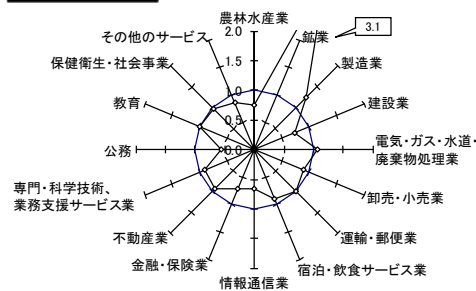 農林水産業
鉱業
3.1
製造業
建設業
電気・ガス・水道・
廃棄物処理業
卸売・小売業
運輸・郵便業
宿泊・飲食サービス業
情報通信業
金融・保険業
不動産業
専門・科学技術、
業務支援サービス業
公務
教育
保健衛生・社会事業
その他のサービス
2.0
1.5
1.0
0.5
0.0